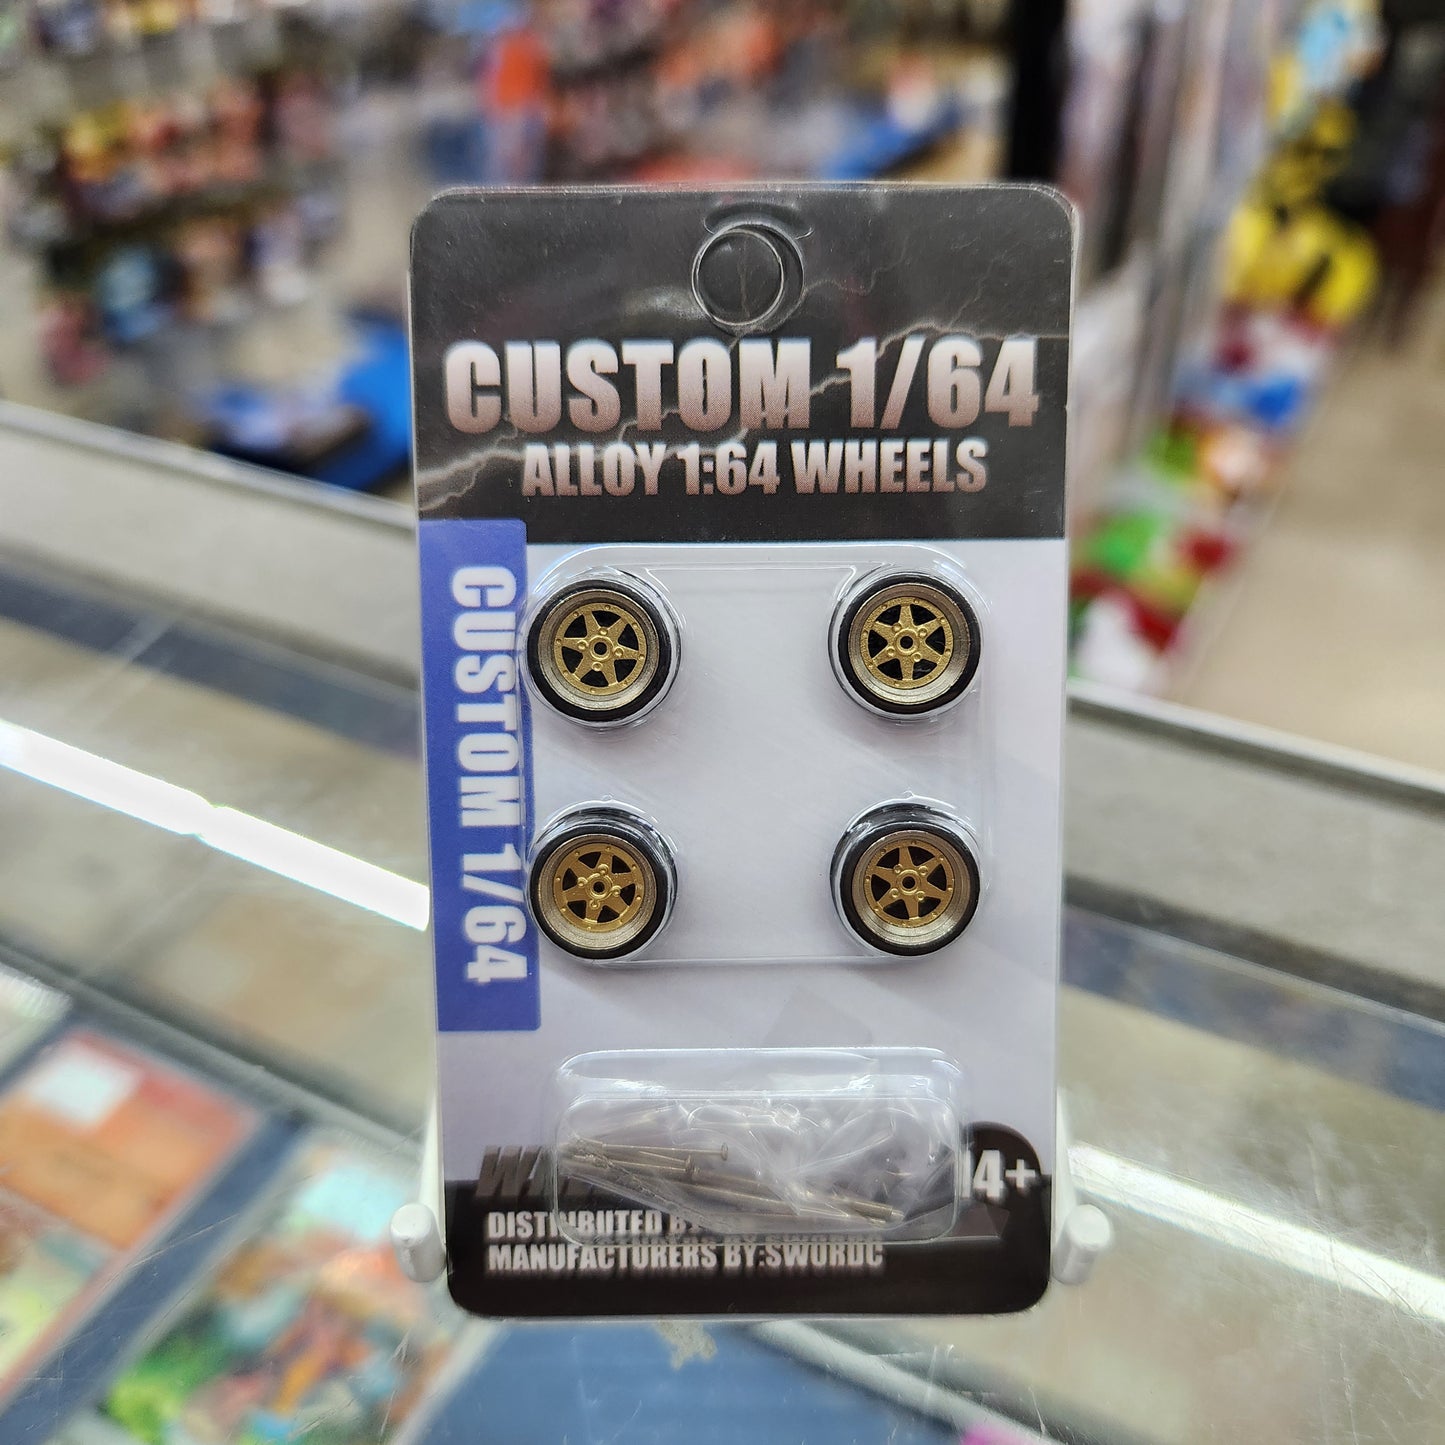 CUSTOM 1/64
ALLOY 1:64 WHEELS
CUSTOM 1/64
14+
DISTRIBUTED BY
MANUFACTURERS BY:SWORDC